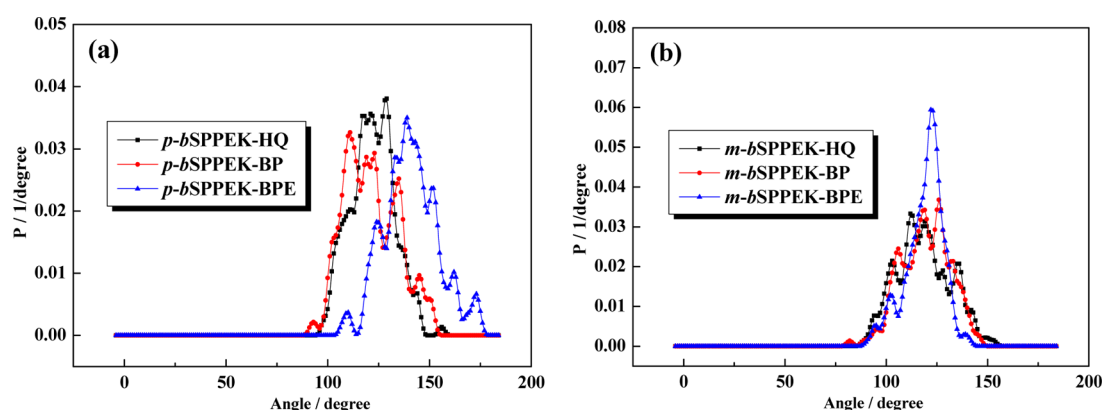 (a)
0.05
0.04
0.03
0.02
0.01
0.00
P / 1/degree
p-bSPPEK-HQ
p-bSPPEK-BP
p-bSPPEK-BPE
0 50 100 150 200
Angle / degree
(b)
0.08
0.07
0.06
0.05
0.04
0.03
0.02
0.01
0.00
P / 1/degree
m-bSPPEK-HQ
m-bSPPEK-BP
m-bSPPEK-BPE
0 50 100 150 200
Angle / degree